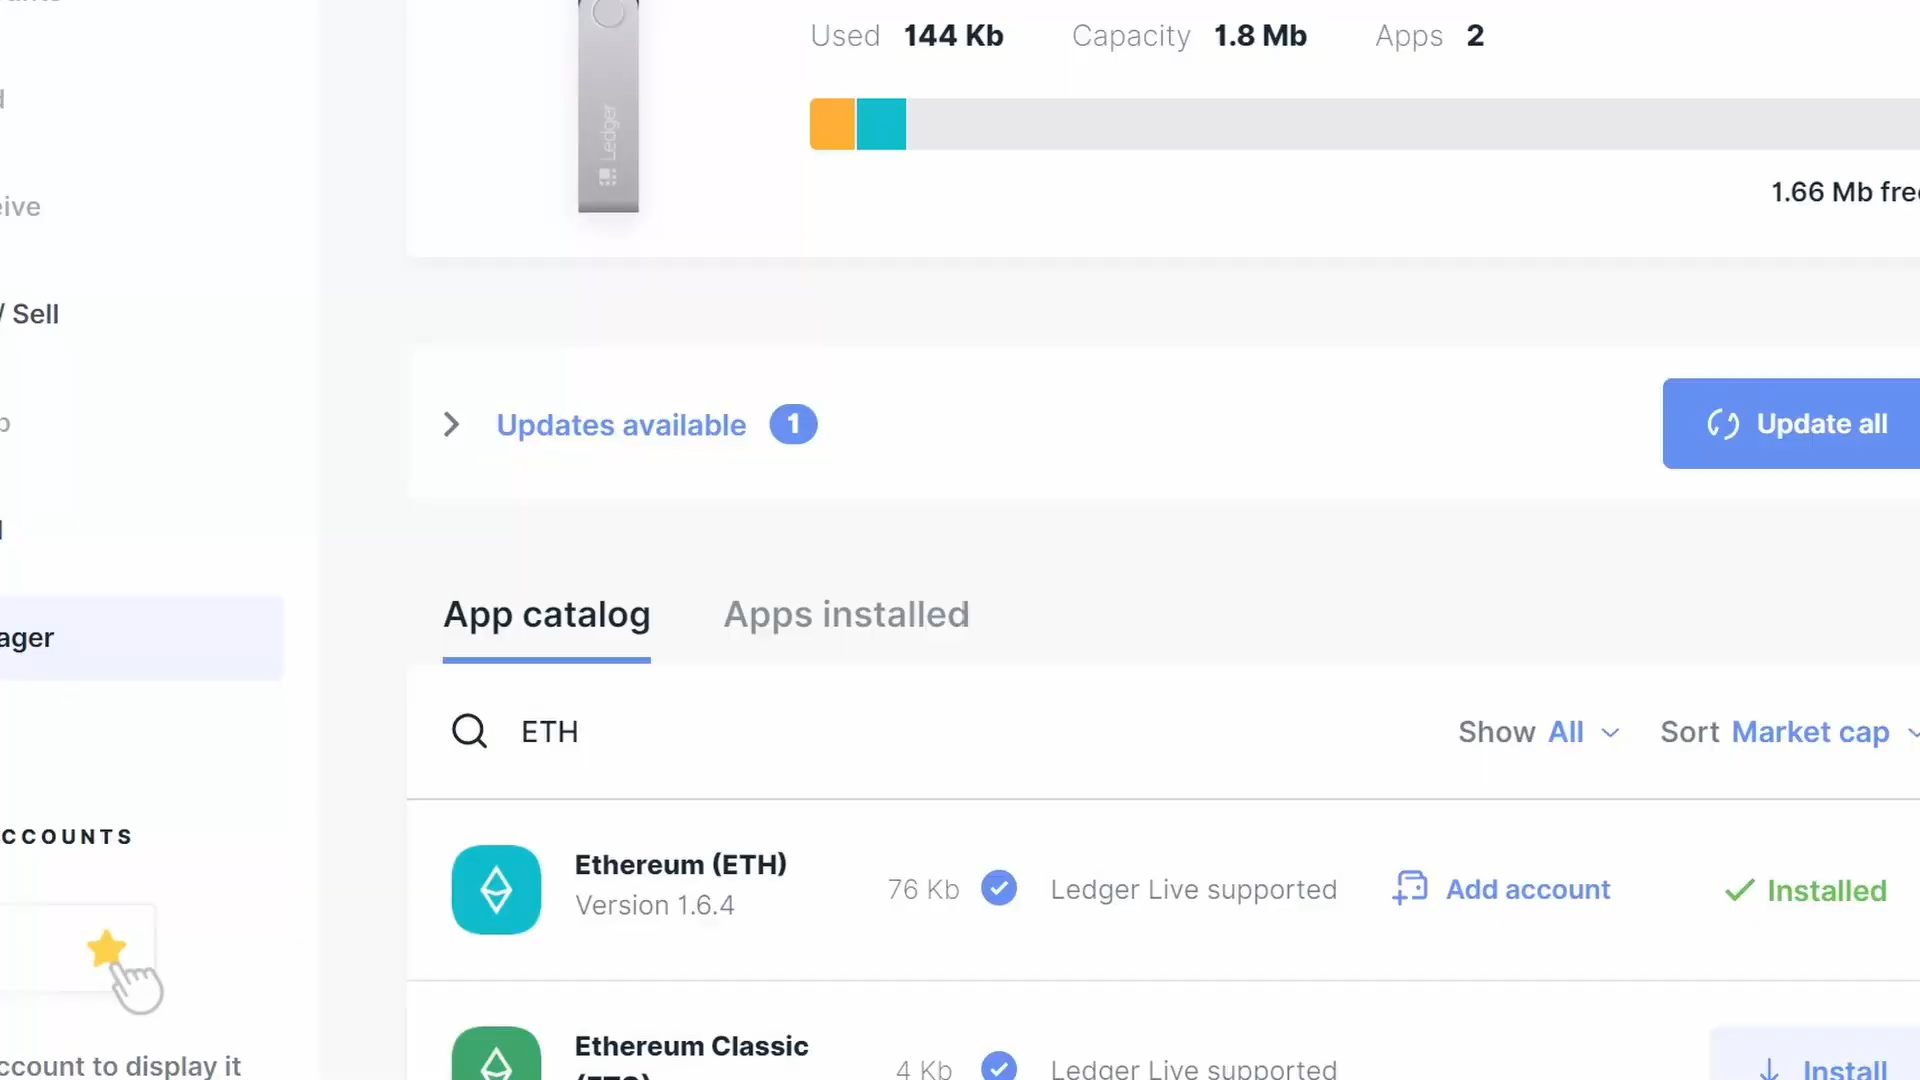 Used 144 Kb Capacity 1.8 Mb Apps 2
Ledger
1.66 Mb
eive
/ Sell
Updates available 1
Update all
App catalog Apps installed
ager
ETH
Show All Sort Market cap
CCOUNTS
Ethereum (ETH)
Version 1.6.4
76 Kb Ledger Live supported Add account Installed
Ethereum Classic
4 Kb Ledger Live supported Install
ccount to display it